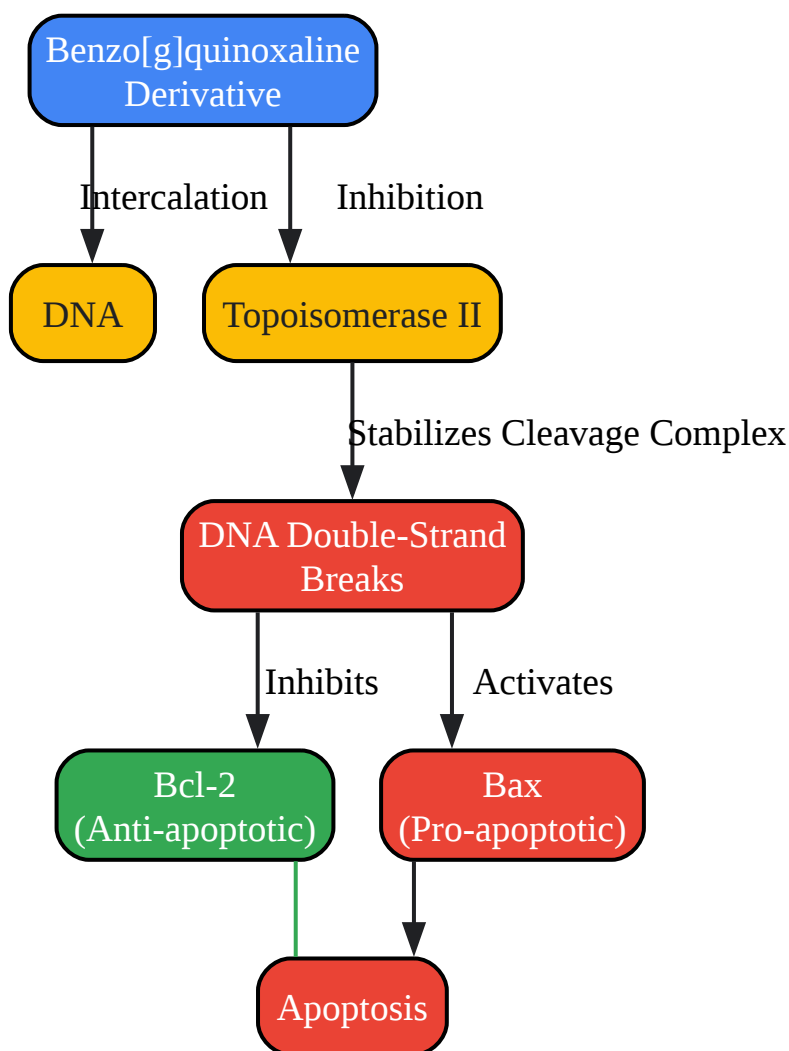 Benzo[g]quinoxaline
Derivative
Intercalation
Inhibition
DNA
Topoisomerase II
Stabilizes Cleavage Complex
DNA Double-Strand
Breaks
Inhibits
Activates
Bcl-2
(Anti-apoptotic)
Bax
(Pro-apoptotic)
Apoptosis